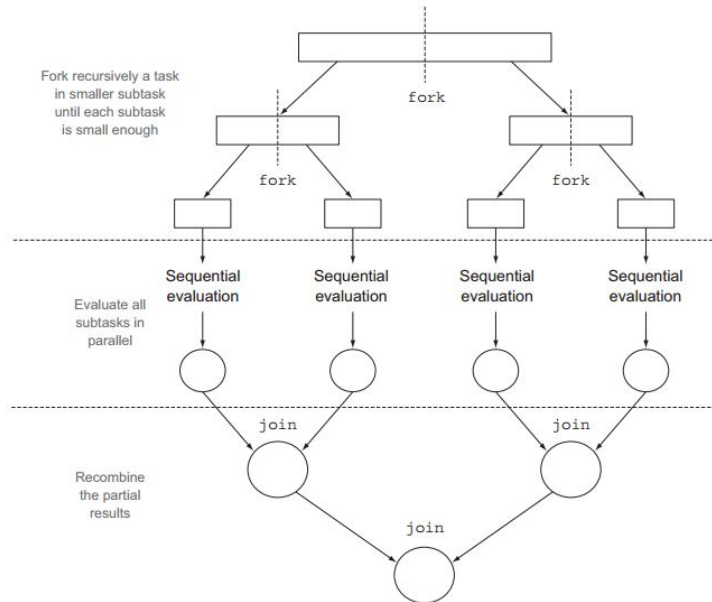 Fork recursively a task
in smaller subtask
until each subtask
is small enough
fork
fork
fork
Sequential
evaluation
Sequential
evaluation
Sequential
evaluation
Sequential
evaluation
Evaluate all
subtasks in
parallel
join
join
Recombine
the partial
results
join